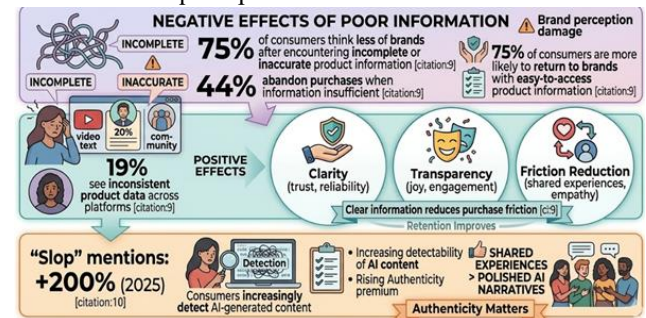 NEGATIVE EFFECTS OF POOR INFORMATION
Brand perception
damage
INCOMPLETE
INCOMPLETE
INACCURATE
75% of consumers think less of brands
after encountering incomplete or
inaccurate product information [citation:9]
44% abandon purchases when
information insufficient [citation:9]
75% of consumers are more
likely to return to brands
with easy-to-access
product information [citation:9]
video
text
20%
com-
munity
19%
see inconsistent
product data across
platforms [citation:9]
POSITIVE
EFFECTS
Clarity
(trust, reliability)
Transparency
(joy, engagement)
Friction Reduction
(shared experiences,
empathy)
Clear information reduces purchase friction [ci:9]
Retention Improves
"Slop" mentions:
+200% (2025)
[citation:10]
Detection
Consumers increasingly
detect AI-generated content
• Increasing detectability
of AI content
• Rising Authenticity
premium
SHARED
EXPERIENCES
> POLISHED AI
NARRATIVES
Authenticity Matters